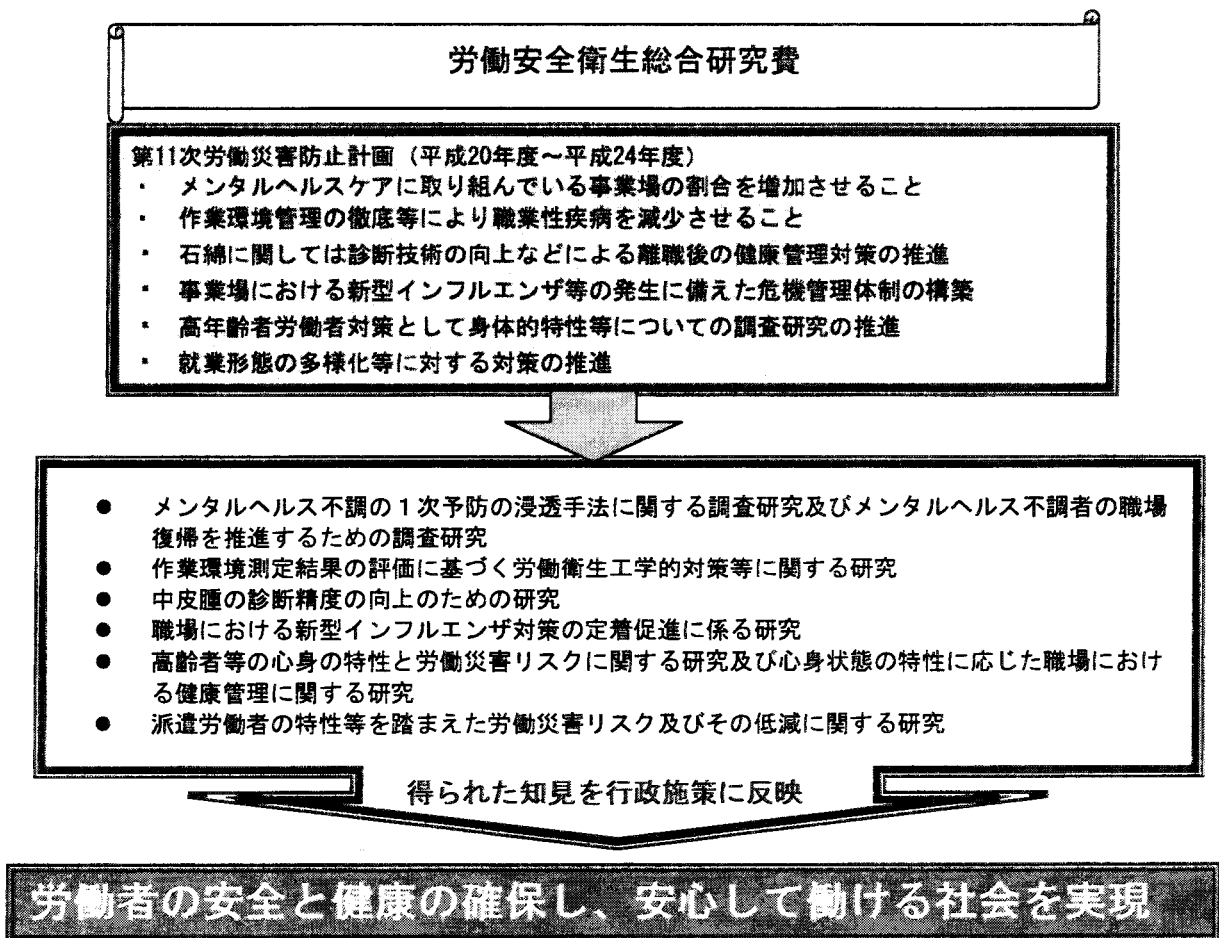 労働安全衛生総合研究費
第11次労働災害防止計画（平成20年度～平成24年度）
・ メンタルヘルスケアに取り組んでいる事業場の割合を増加させること
・ 作業環境管理の徹底等により職業性疾病を減少させること
・ 石綿に関しては診断技術の向上などによる離職後の健康管理対策の推進
・ 事業場における新型インフルエンザ等の発生に備えた危機管理体制の構築
・ 高年齢者労働者対策として身体的特性等についての調査研究の推進
・ 就業形態の多様化等に対する対策の推進
● メンタルヘルス不調の１次予防の浸透手法に関する調査研究及びメンタルヘルス不調者の職場
復帰を推進するための調査研究
● 作業環境測定結果の評価に基づく労働衛生工学的対策等に関する研究
● 中皮腫の診断精度の向上のための研究
● 職場における新型インフルエンザ対策の定着促進に係る研究
● 高齢者等の心身の特性と労働災害リスクに関する研究及び心身状態の特性に応じた職場におけ
る健康管理に関する研究
● 派遣労働者の特性等を踏まえた労働災害リスク及びその低減に関する研究
得られた知見を行政施策に反映
労働者の安全と健康の確保し、安心して働ける社会を実現